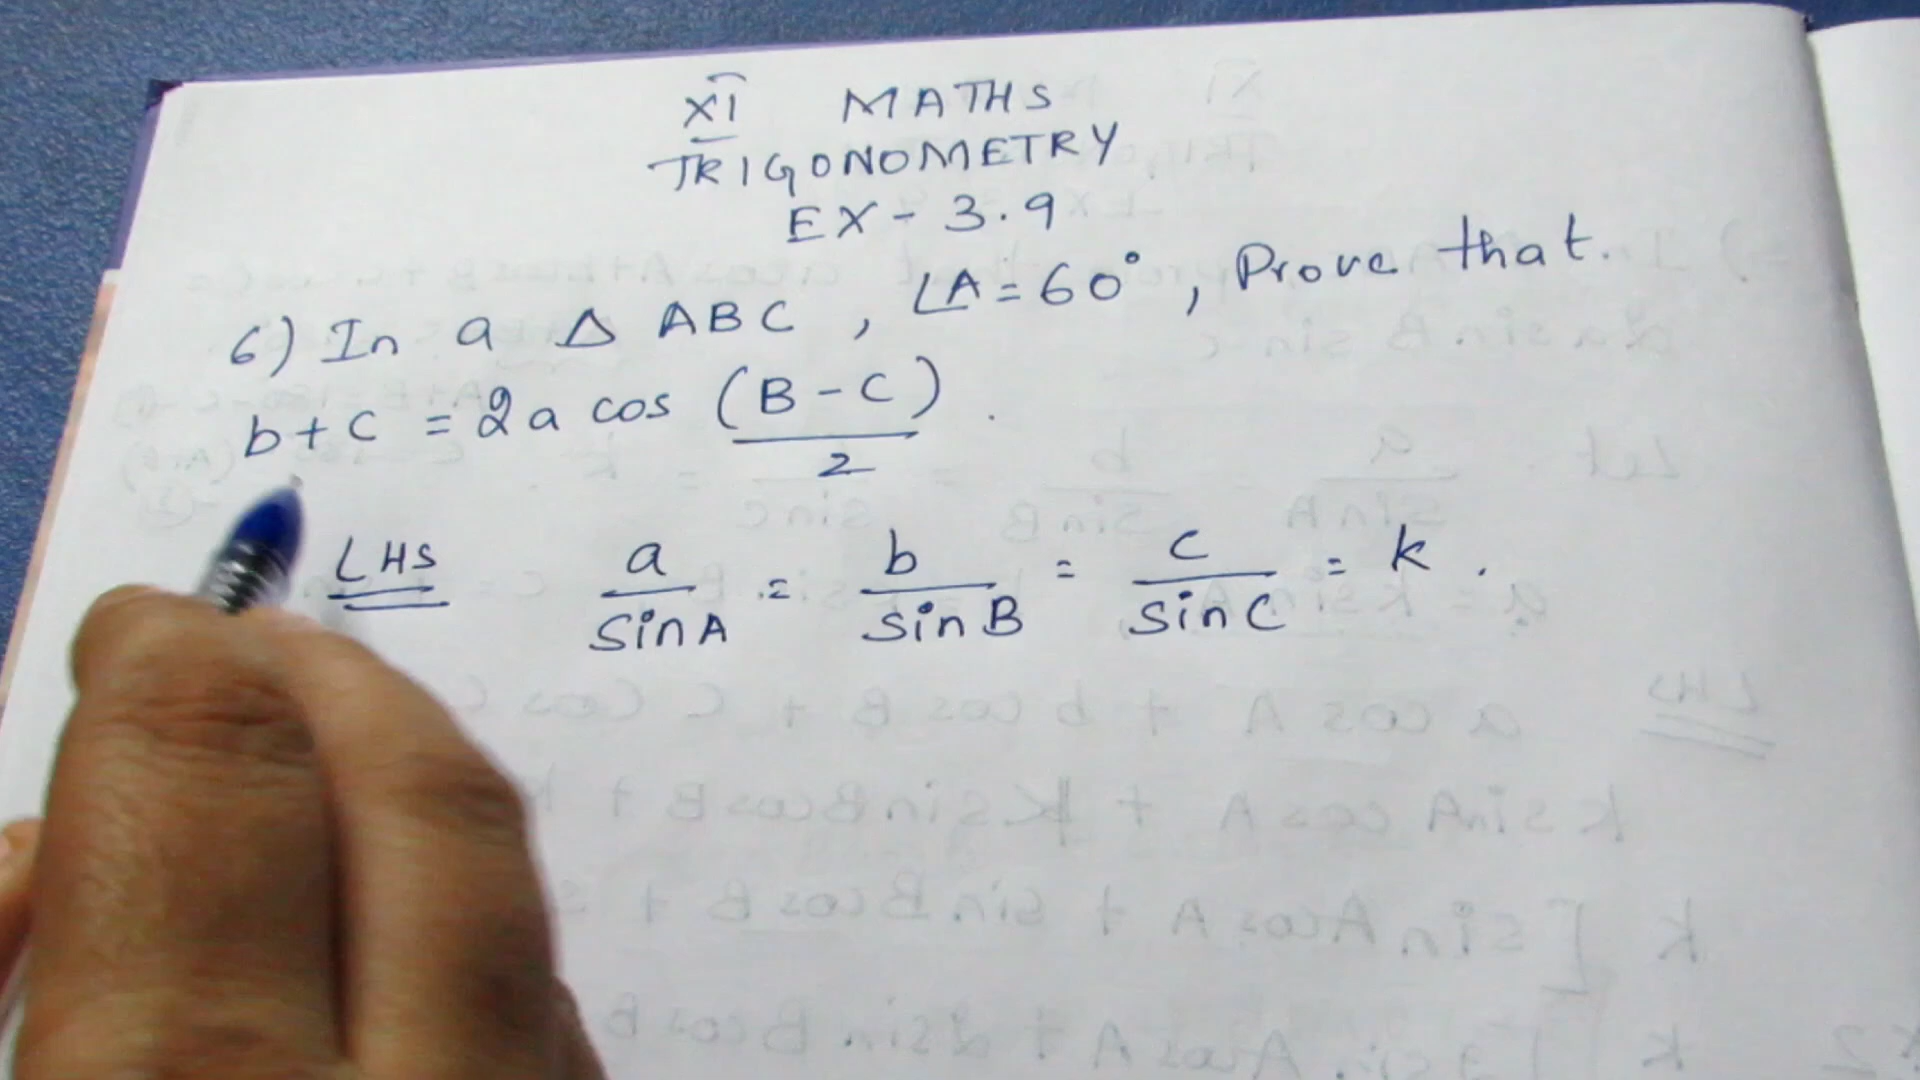 XI MATHS
TRIGONOMETRY
EX - 3.9
6) In a Δ ABC, ∠A = 60°, Prove that.
b + c = 2a cos (B - C)/2 .
LHS a/sinA = b/sinB = c/sinC = k .